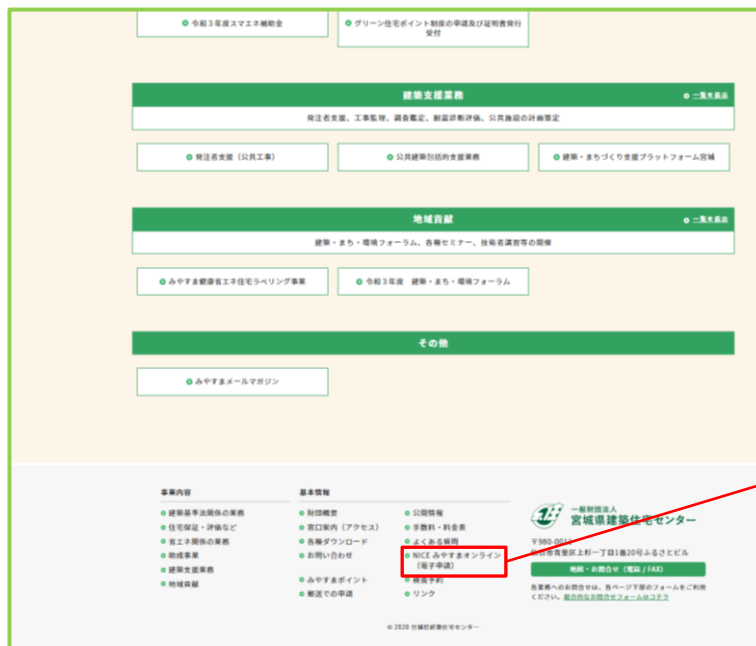 令和3年度スマエネ補助金
グリーン住宅ポイント制度の申請及び証明書発行
受付
建築支援業務
一覧を表示
発注者支援、工事監理、調査鑑定、耐震診断評価、公共施設の計画策定
発注者支援（公共工事）
公共建築包括的支援業務
建築・まちづくり支援プラットフォーム宮城
地域貢献
一覧を表示
建築・まち・環境フォーラム、各種セミナー、技術者講習等の開催
みやすま健康省エネ住宅ラベリング事業
令和3年度　建築・まち・環境フォーラム
その他
みやすまメールマガジン
事業内容
建築基準法関係の業務
住宅保証・評価など
省エネ関係の業務
助成事業
建築支援業務
地域貢献
基本情報
財団概要
窓口案内（アクセス）
各種ダウンロード
お問い合わせ
みやすまポイント
郵送での申請
公開情報
手数料・料金表
よくある質問
NICE みやすまオンライン
（電子申請）
検査予約
リンク
一般財団法人
宮城県建築住宅センター
〒980-0011
仙台市青葉区上杉一丁目1番20号ふるさとビル
地図・お問合せ（電話 / FAX）
各業務へのお問合せは、各ページ下部のフォームをご利用
ください。総合的なお問合せフォームはコチラ
© 2020 宮城県建築住宅センター